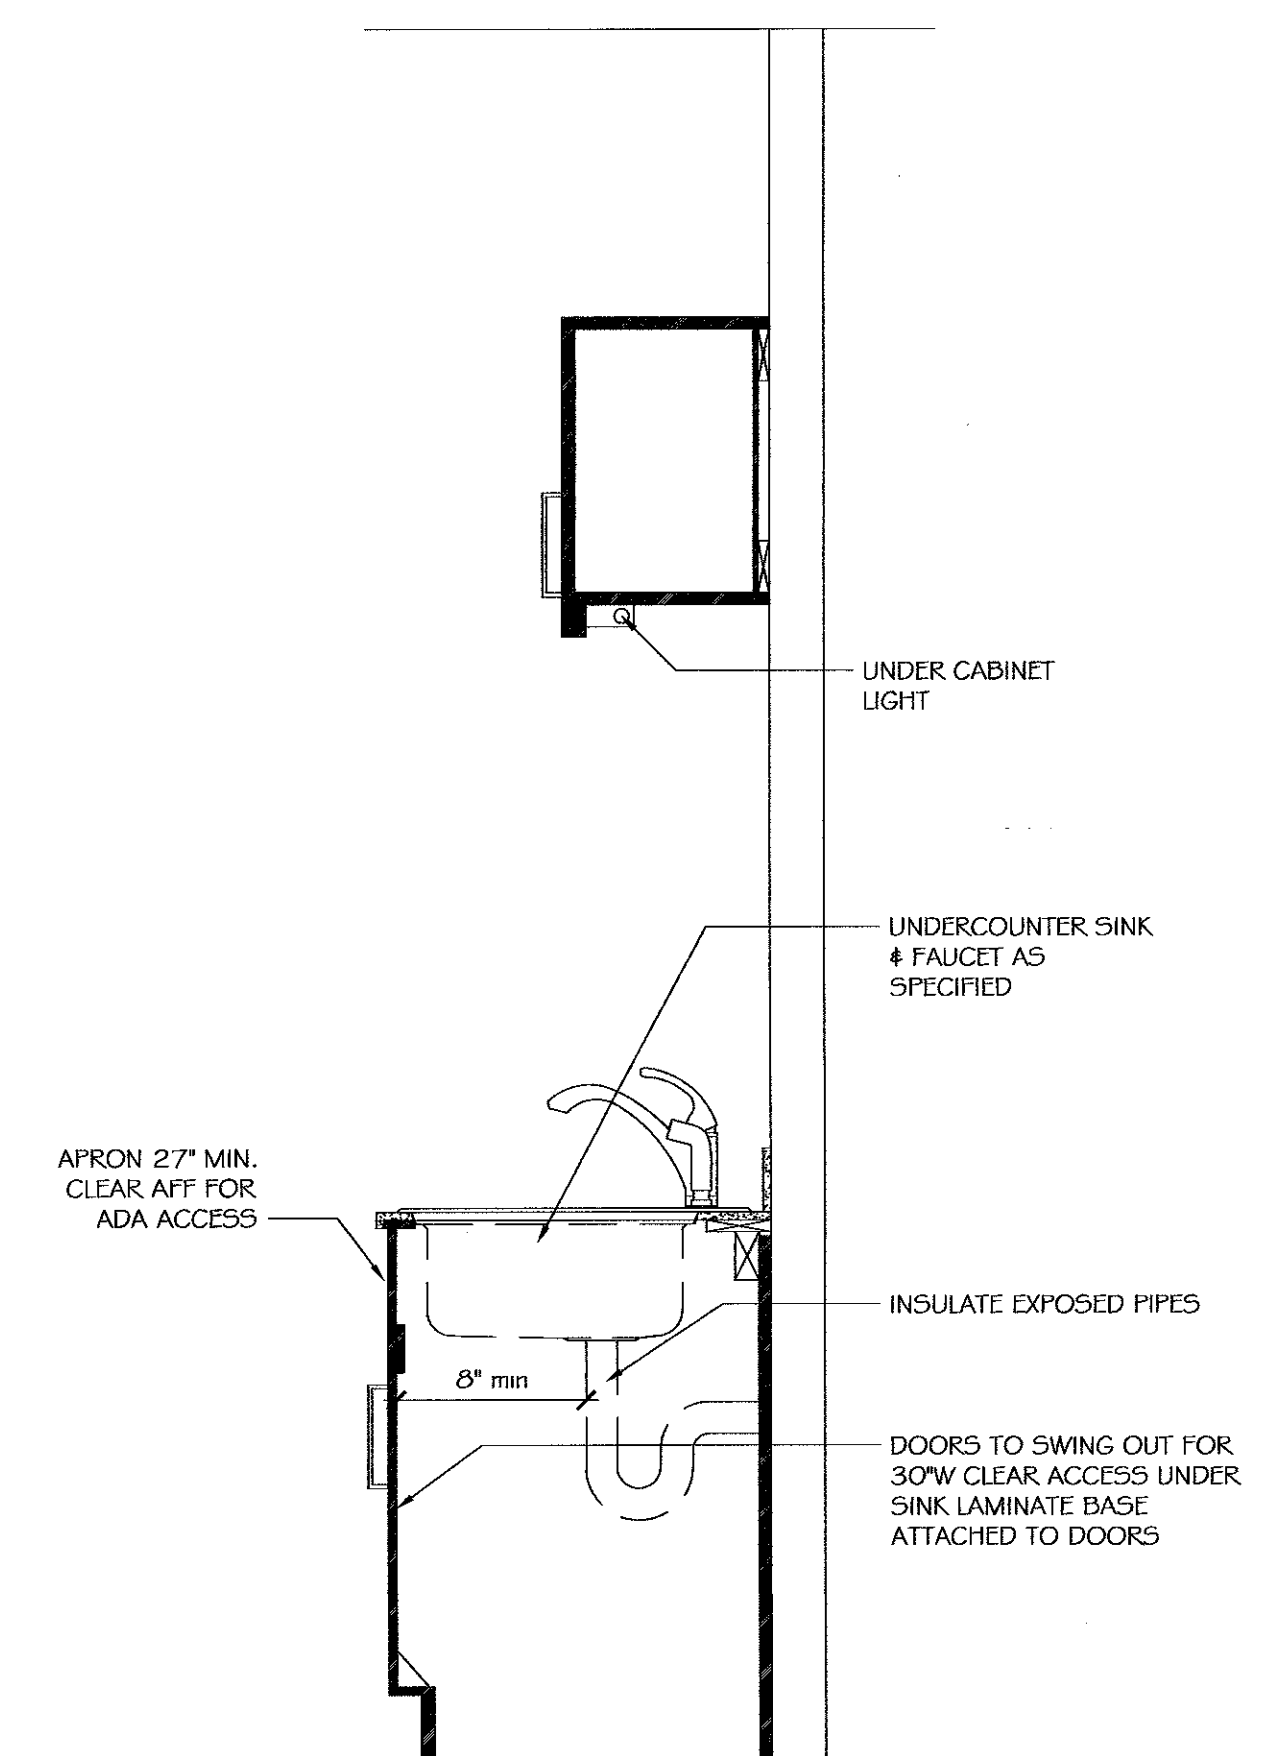 UNDER CABINET
LIGHT
UNDERCOUNTER SINK
& FAUCET AS
SPECIFIED
APRON 27" MIN.
CLEAR AFF FOR
ADA ACCESS
INSULATE EXPOSED PIPES
8" min
DOORS TO SWING OUT FOR
30"W CLEAR ACCESS UNDER
SINK LAMINATE BASE
ATTACHED TO DOORS